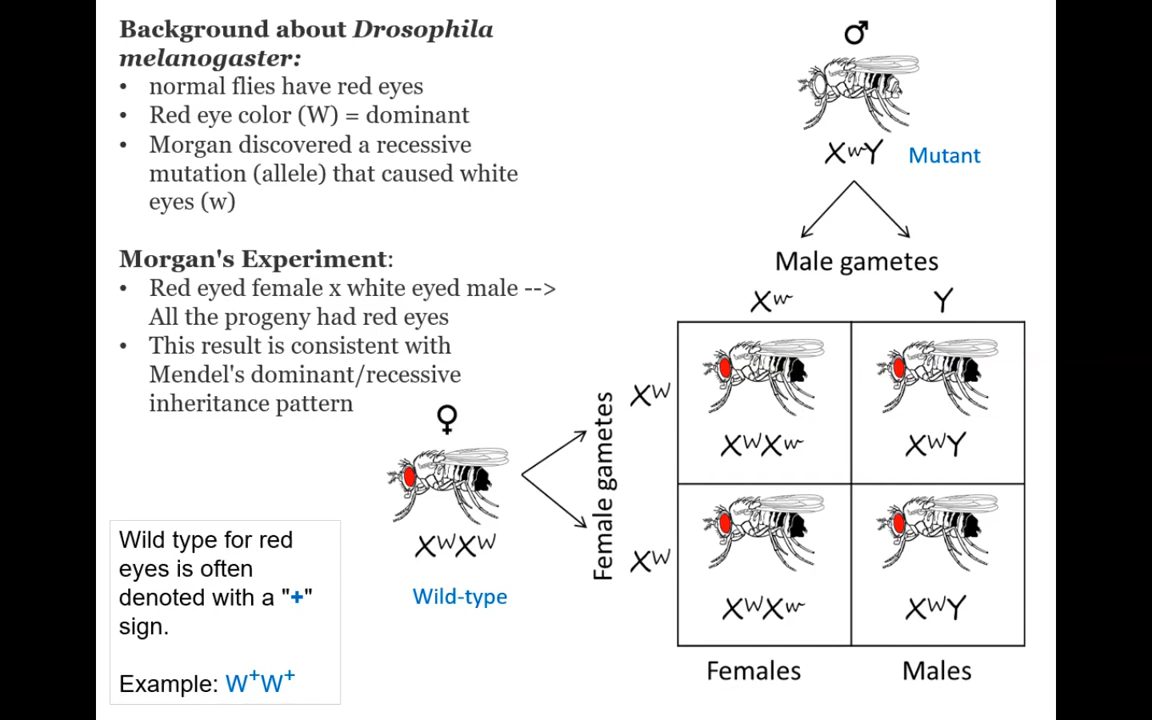 Background about Drosophila
melanogaster:
• normal flies have red eyes
• Red eye color (W) = dominant
• Morgan discovered a recessive
mutation (allele) that caused white
eyes (w)
Morgan's Experiment:
• Red eyed female x white eyed male -->
All the progeny had red eyes
• This result is consistent with
Mendel's dominant/recessive
inheritance pattern
Wild type for red
eyes is often
denoted with a "+"
sign.
Example: W⁺W⁺
♀
XᵂXᵂ
Wild-type
♂
XʷY Mutant
Male gametes
Xʷ Y
Female gametes
Xᵂ
XᵂXʷ XᵂY
Xᵂ
XᵂXʷ XᵂY
Females Males